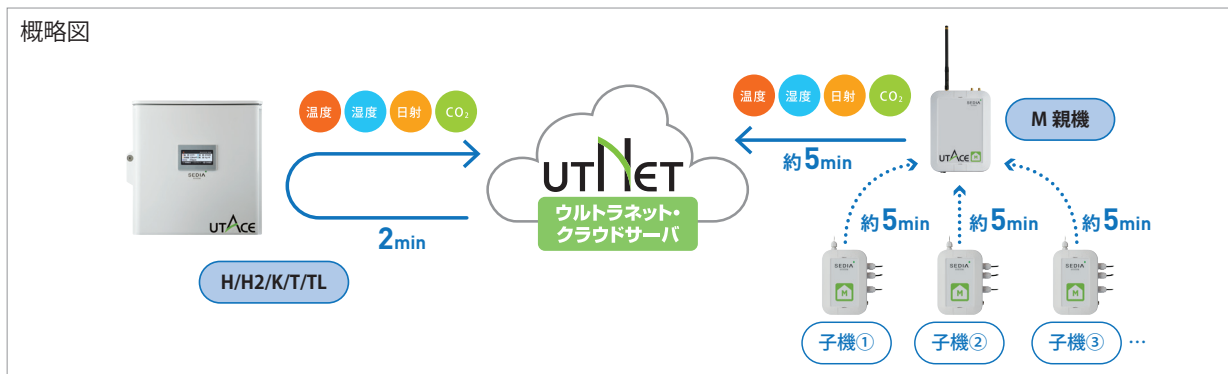 概略図
温度 湿度 日射 CO₂
SEDIA
UTACE
2min
H/H2/K/T/TL
UTNET
ウルトラネット・
クラウドサーバ
温度 湿度 日射 CO₂
約5min
SEDIA
UTACE
M 親機
約5min 約5min 約5min
SEDIA SEDIA SEDIA
M M M
子機① 子機② 子機③ …